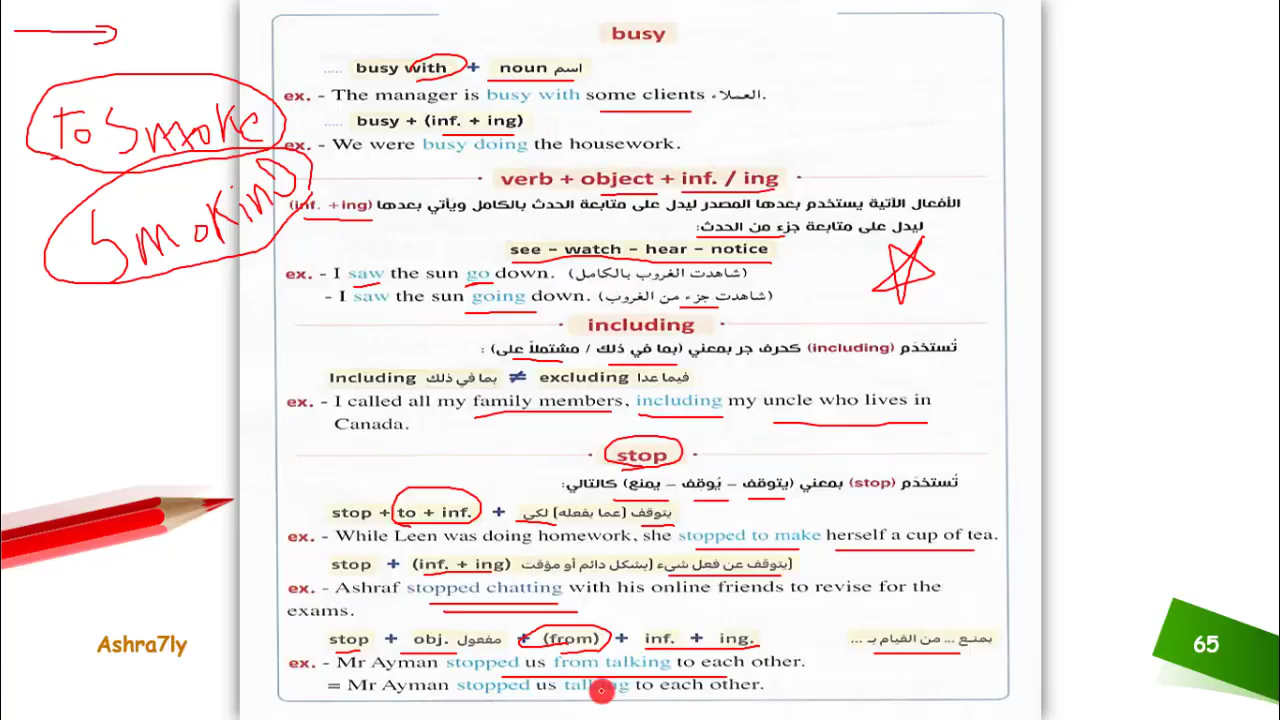 busy
..... busy with + noun اسم
ex. - The manager is busy with some clients العملاء.
..... busy + (inf. + ing)
ex. - We were busy doing the housework.
to Smoke
Smoking
verb + object + inf. / ing
الأفعال الآتية يستخدم بعدها المصدر ليدل على متابعة الحدث بالكامل ويأتي بعدها (inf. +ing)
ليدل على متابعة جزء من الحدث:
see – watch – hear – notice
ex. - I saw the sun go down. (شاهدت الغروب بالكامل)
- I saw the sun going down. (شاهدت جزء من الغروب)
including
تُستخدَم (including) كحرف جر بمعني (بما في ذلك / مشتملاً على) :
Including بما في ذلك ≠ excluding فيما عدا
ex. - I called all my family members, including my uncle who lives in
Canada.
stop
تُستخدَم (stop) بمعني (يتوقف – يُوقِف – يمنع) كالتالي:
stop + to + inf. + يتوقف [عما يفعله] لكي
ex. - While Leen was doing homework, she stopped to make herself a cup of tea.
stop + (inf. + ing) يتوقف عن فعل شيء [بشكل دائم أو مؤقت]
ex. - Ashraf stopped chatting with his online friends to revise for the
exams.
stop + obj. مفعول + (from) + inf. + ing. يمنع ... من القيام بـ ...
ex. - Mr Ayman stopped us from talking to each other.
= Mr Ayman stopped us talking to each other.
Ashra7ly
65